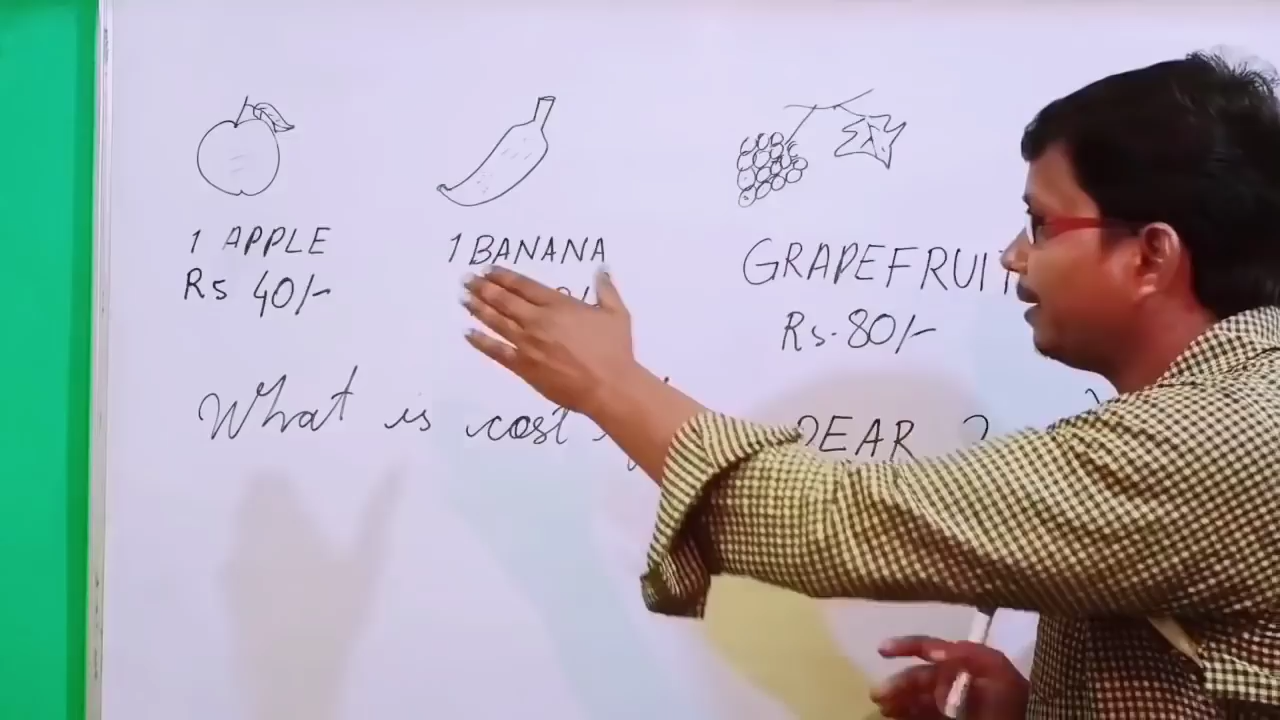 1 APPLE
Rs 40/-
1 BANANA
GRAPEFRUIT
Rs. 80/-
What is cost
PEAR ?